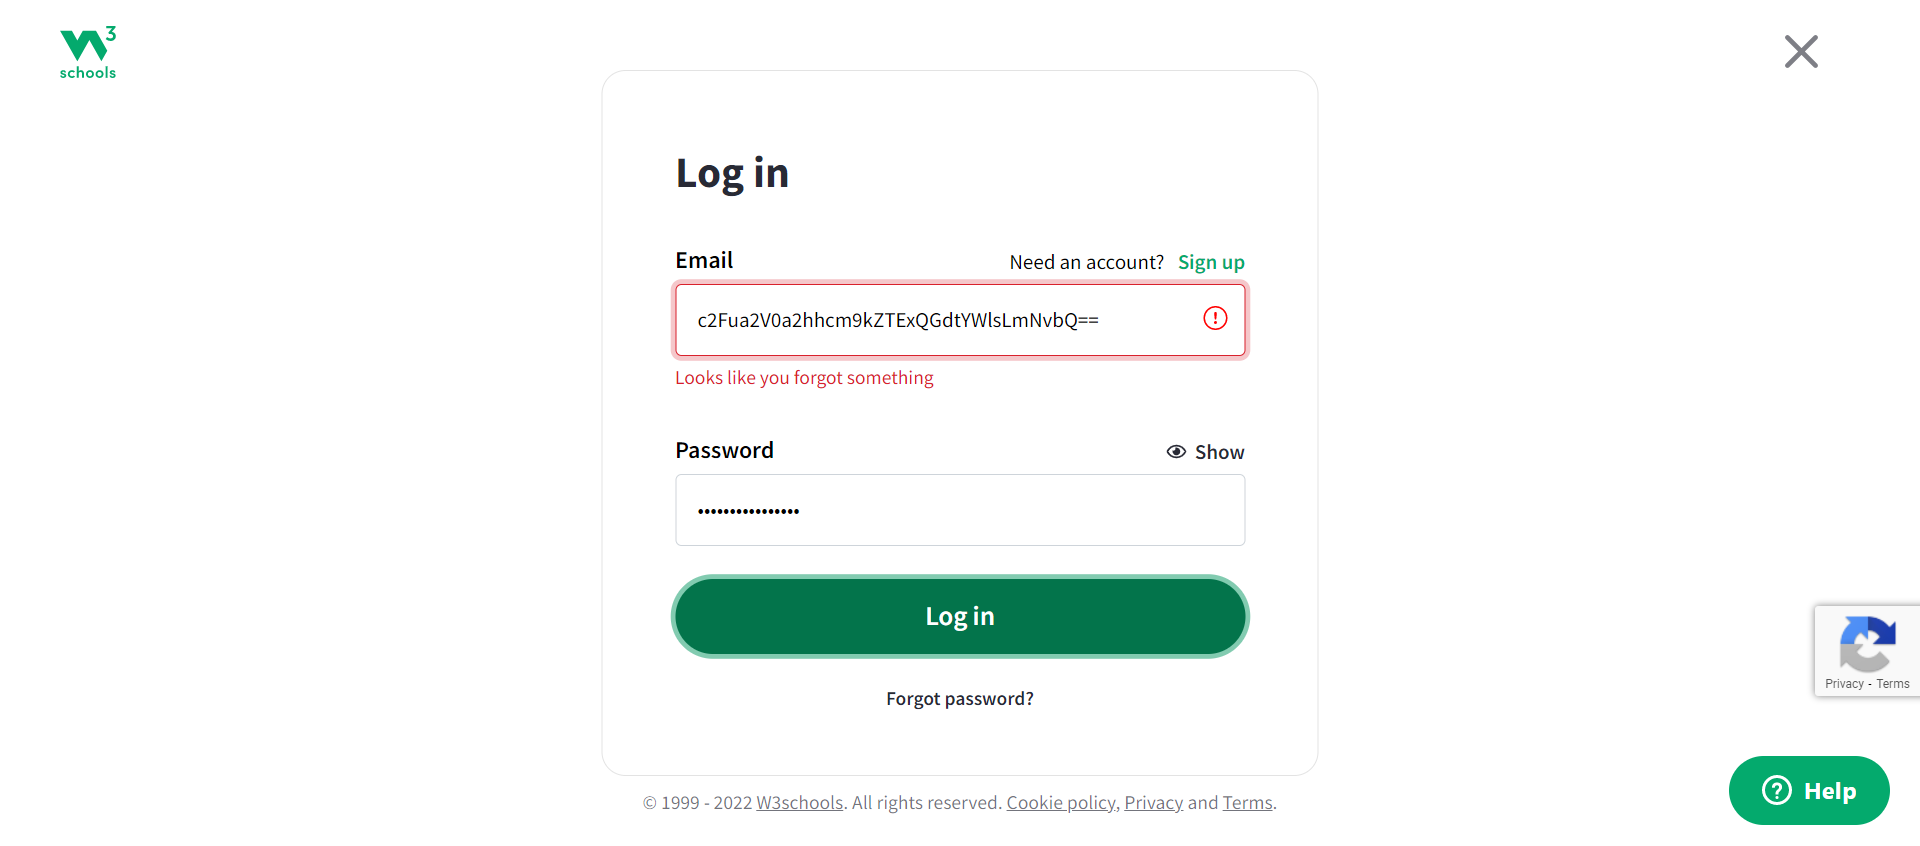 W3
schools
Log in
Email
Need an account? Sign up
c2Fua2V0a2hhcm9kZTExQGdtYWlsLmNvbQ==
Looks like you forgot something
Password
Show
••••••••••••••••
Log in
Forgot password?
Privacy - Terms
Help
© 1999 - 2022 W3schools. All rights reserved. Cookie policy, Privacy and Terms.